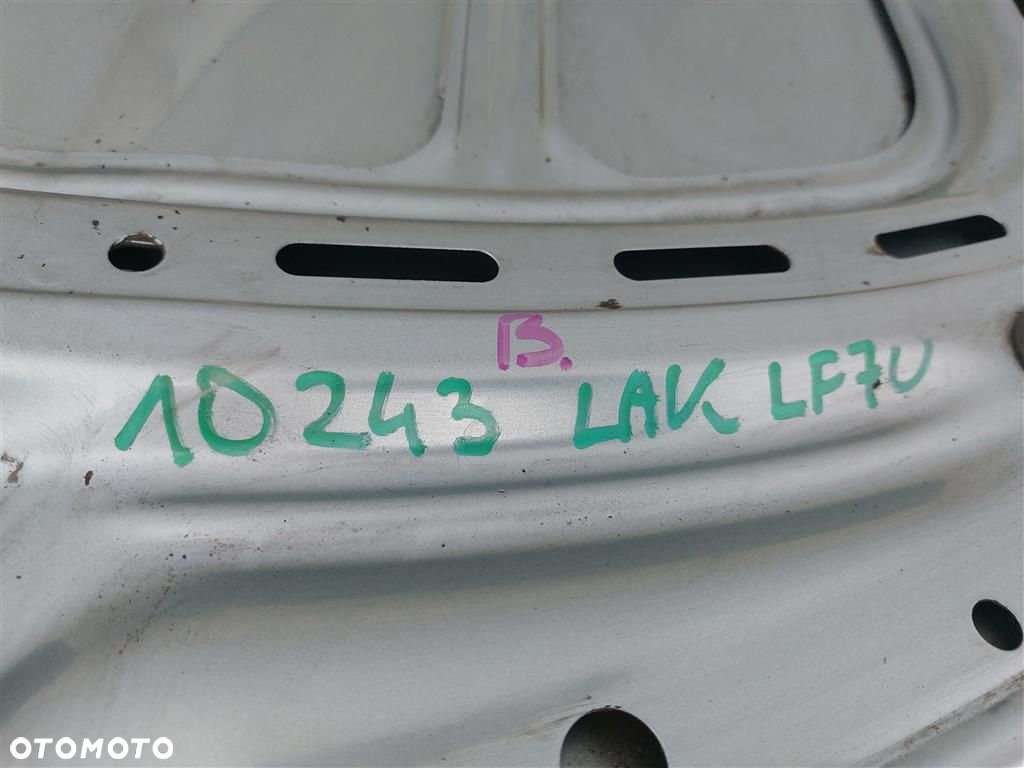 B.
10243 LAK LF7U
OTOMOTO